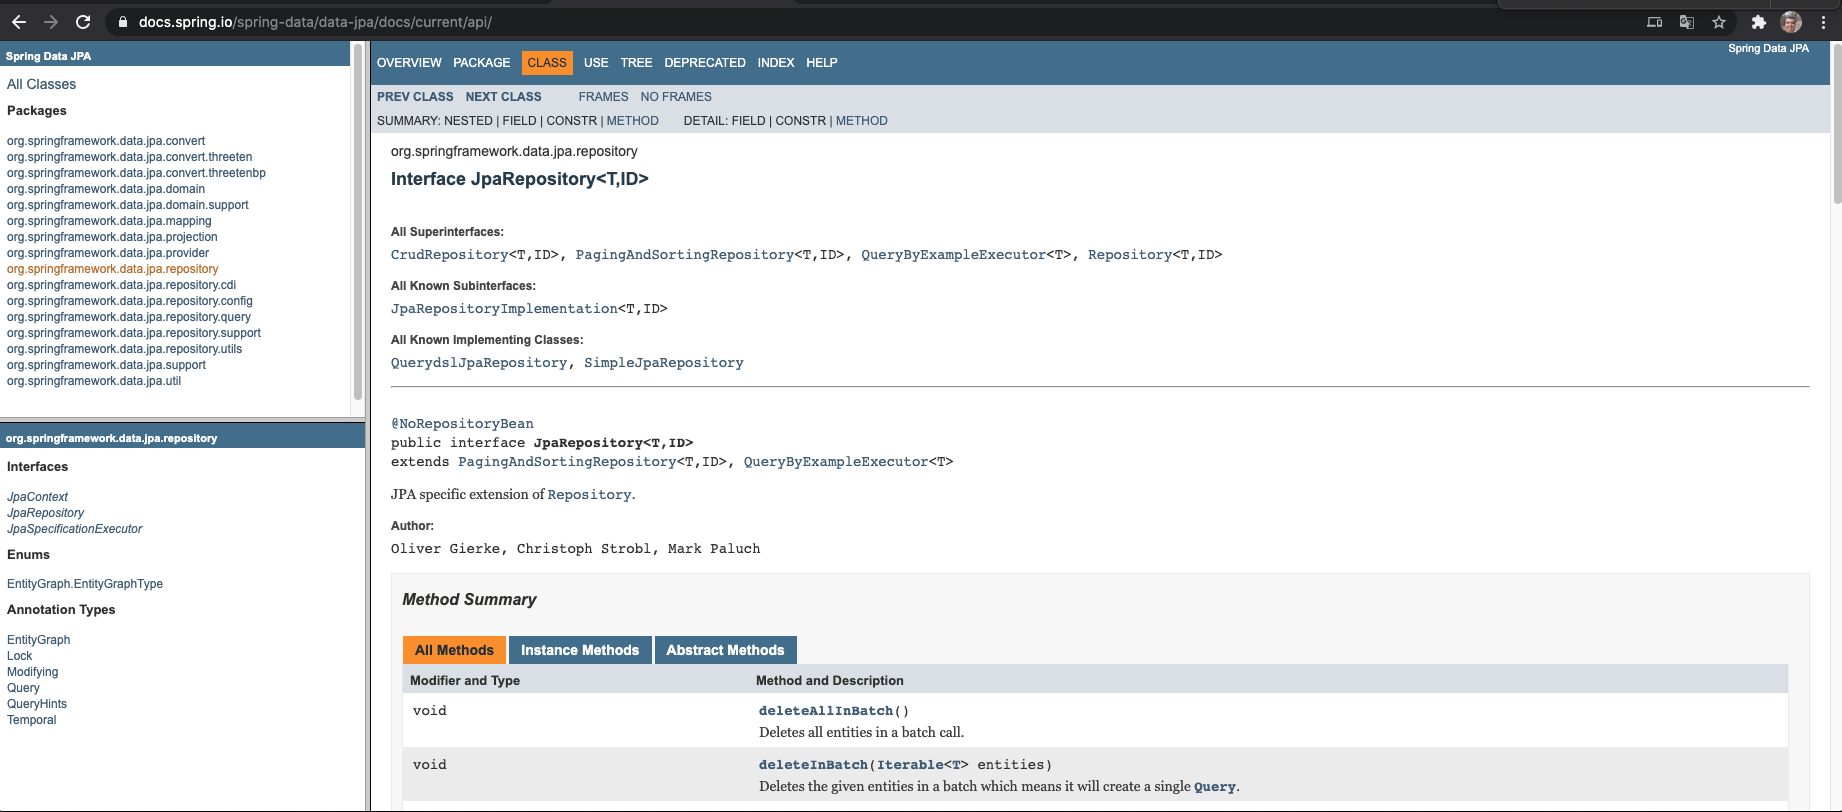 docs.spring.io/spring-data/data-jpa/docs/current/api/
Spring Data JPA
All Classes
Packages
org.springframework.data.jpa.convert
org.springframework.data.jpa.convert.threeten
org.springframework.data.jpa.convert.threetenbp
org.springframework.data.jpa.domain
org.springframework.data.jpa.domain.support
org.springframework.data.jpa.mapping
org.springframework.data.jpa.projection
org.springframework.data.jpa.provider
org.springframework.data.jpa.repository
org.springframework.data.jpa.repository.cdi
org.springframework.data.jpa.repository.config
org.springframework.data.jpa.repository.query
org.springframework.data.jpa.repository.support
org.springframework.data.jpa.repository.utils
org.springframework.data.jpa.support
org.springframework.data.jpa.util
org.springframework.data.jpa.repository
Interfaces
JpaContext
JpaRepository
JpaSpecificationExecutor
Enums
EntityGraph.EntityGraphType
Annotation Types
EntityGraph
Lock
Modifying
Query
QueryHints
Temporal
Spring Data JPA
OVERVIEW PACKAGE CLASS USE TREE DEPRECATED INDEX HELP
PREV CLASS NEXT CLASS FRAMES NO FRAMES
SUMMARY: NESTED | FIELD | CONSTR | METHOD DETAIL: FIELD | CONSTR | METHOD
org.springframework.data.jpa.repository
Interface JpaRepository<T,ID>
All Superinterfaces:
CrudRepository<T,ID>, PagingAndSortingRepository<T,ID>, QueryByExampleExecutor<T>, Repository<T,ID>
All Known Subinterfaces:
JpaRepositoryImplementation<T,ID>
All Known Implementing Classes:
QuerydslJpaRepository, SimpleJpaRepository
@NoRepositoryBean
public interface JpaRepository<T,ID>
extends PagingAndSortingRepository<T,ID>, QueryByExampleExecutor<T>
JPA specific extension of Repository.
Author:
Oliver Gierke, Christoph Strobl, Mark Paluch
Method Summary
All Methods Instance Methods Abstract Methods
Modifier and Type Method and Description
void deleteAllInBatch()
Deletes all entities in a batch call.
void deleteInBatch(Iterable<T> entities)
Deletes the given entities in a batch which means it will create a single Query.